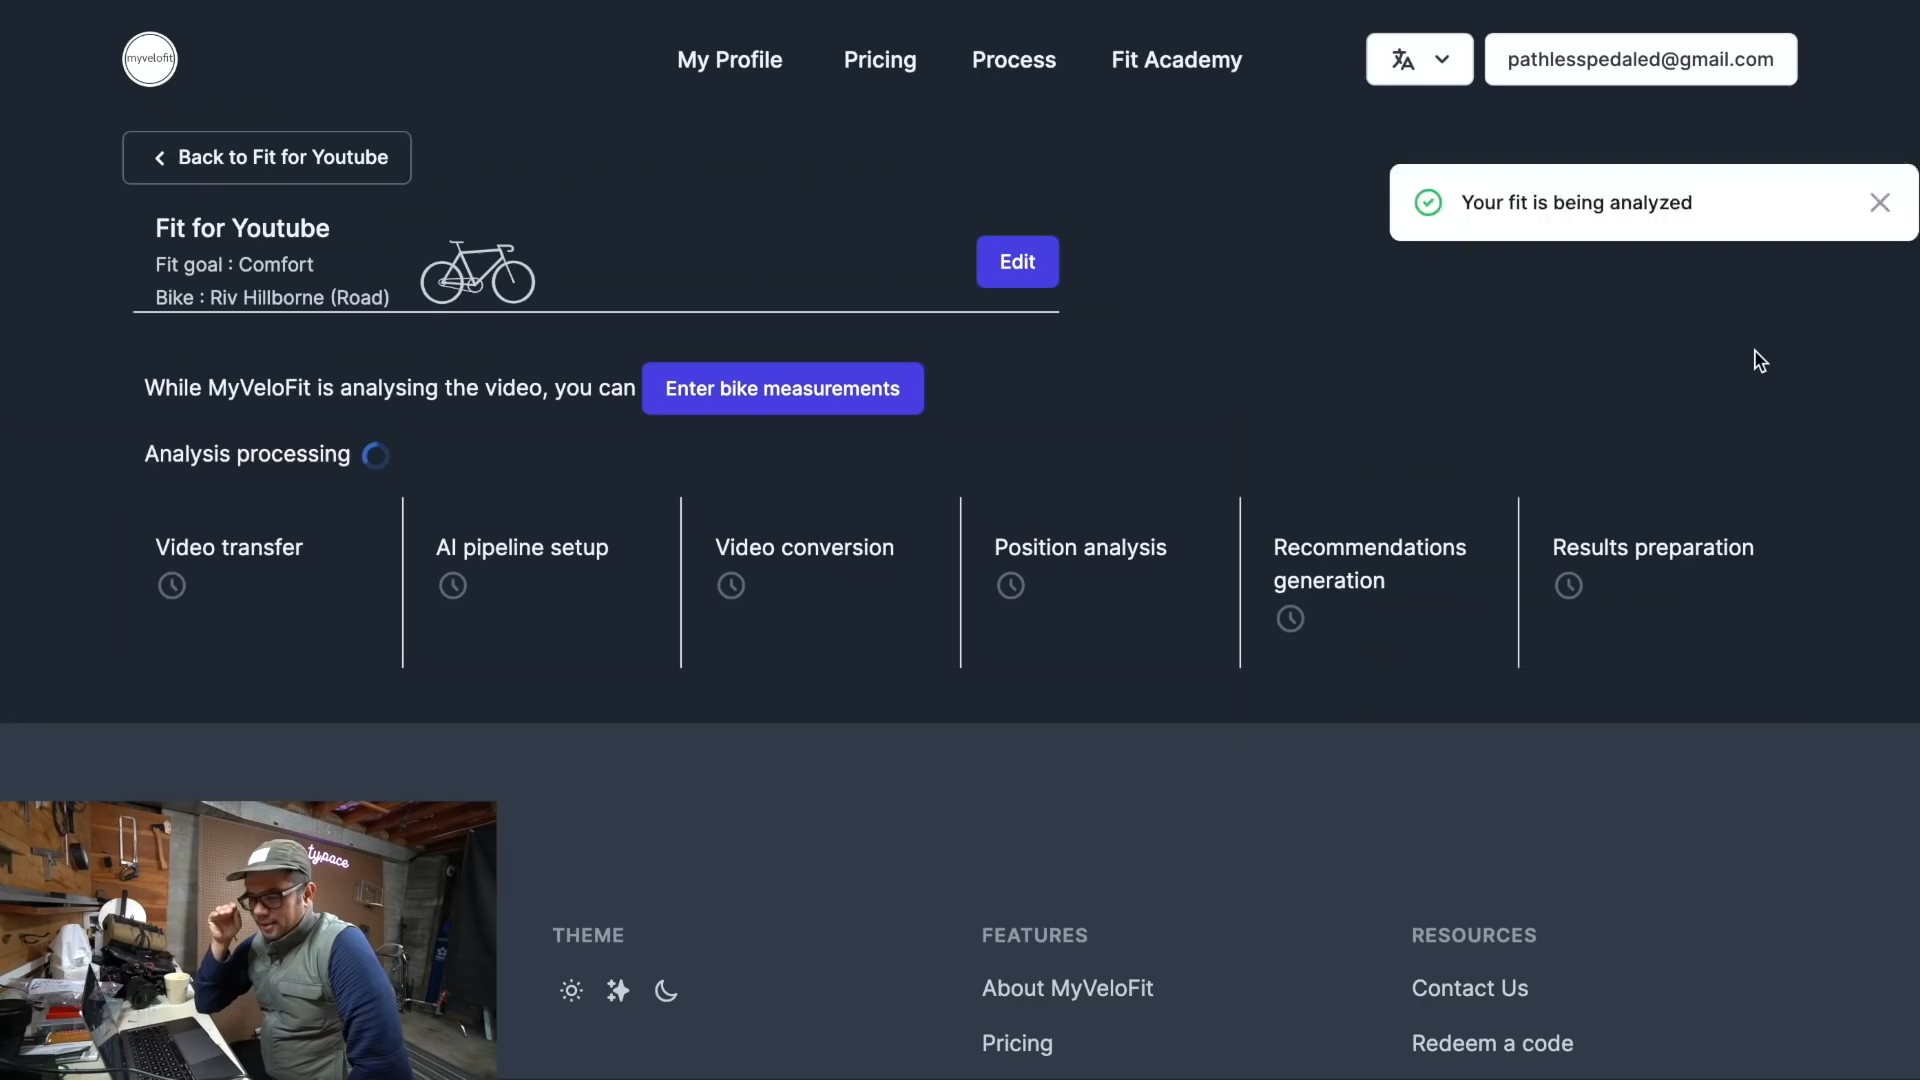 myvelofit
My Profile
Pricing
Process
Fit Academy
pathlesspedaled@gmail.com
Back to Fit for Youtube
Your fit is being analyzed
Fit for Youtube
Fit goal : Comfort
Bike : Riv Hillborne (Road)
Edit
While MyVeloFit is analysing the video, you can
Enter bike measurements
Analysis processing
Video transfer
AI pipeline setup
Video conversion
Position analysis
Recommendations
generation
Results preparation
THEME
FEATURES
About MyVeloFit
Pricing
RESOURCES
Contact Us
Redeem a code